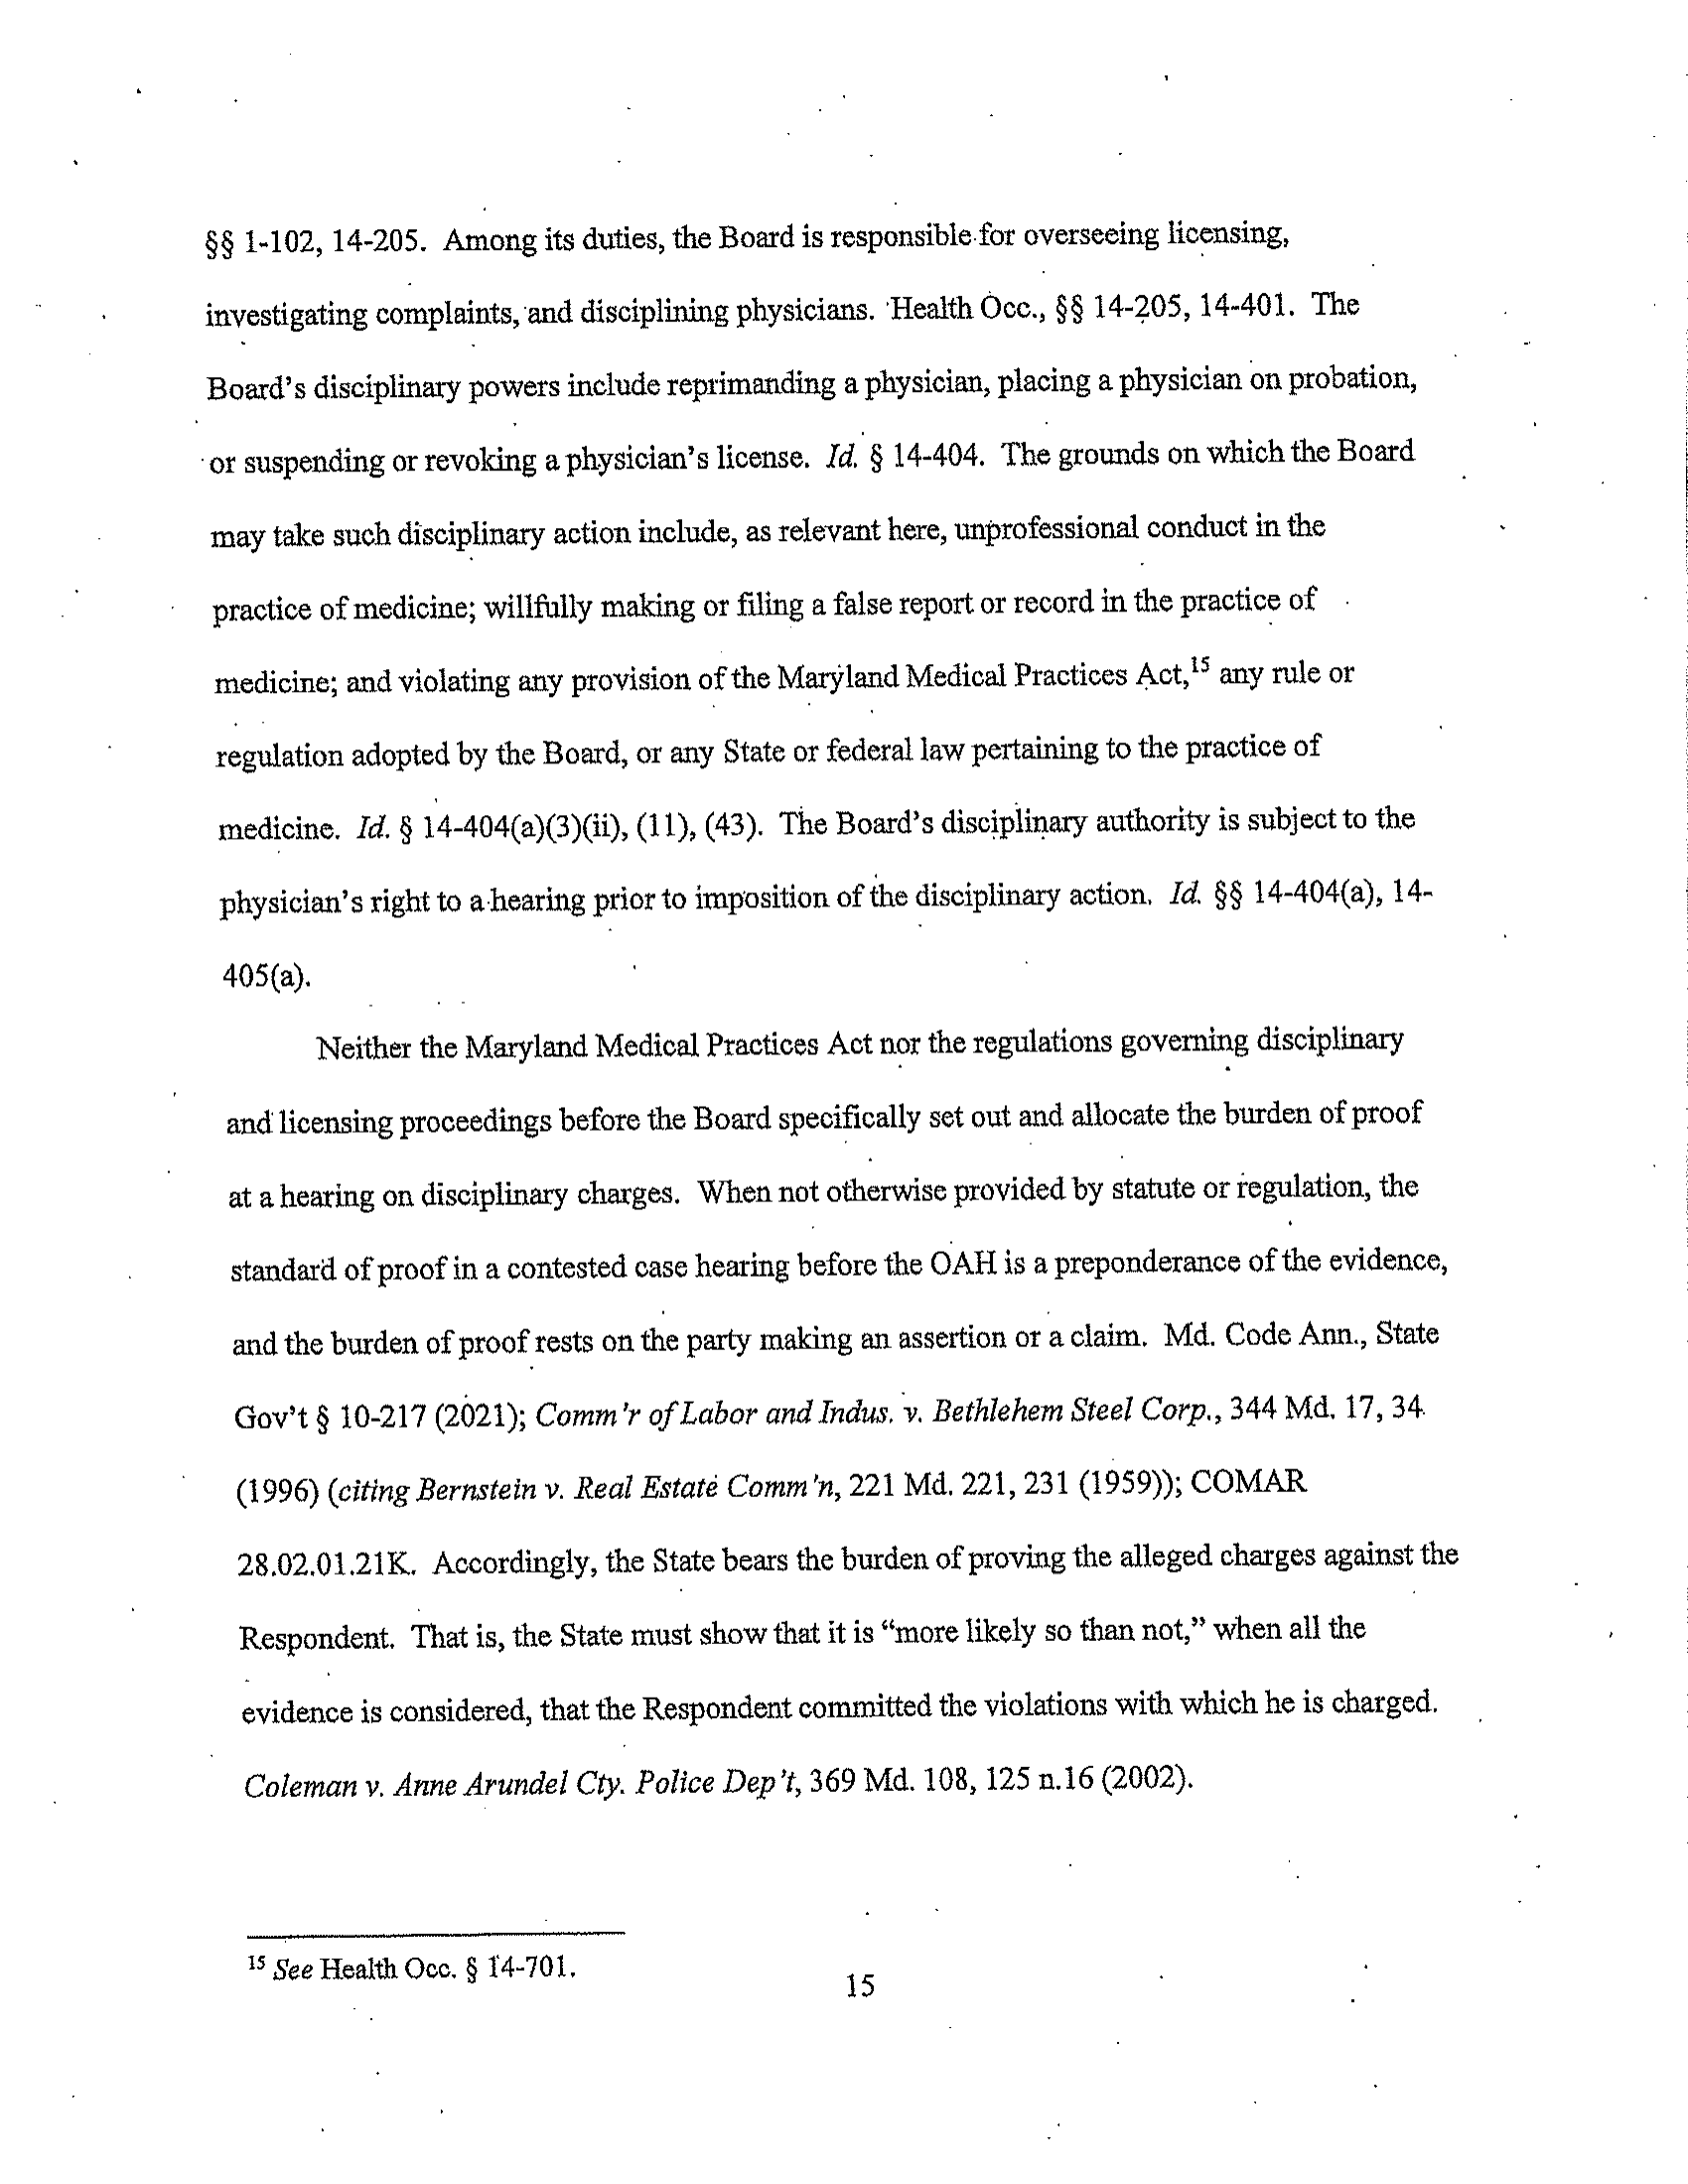 §§ 1-102, 14-205. Among its duties, the Board is responsible for overseeing licensing,
investigating complaints, and disciplining physicians. Health Occ., §§ 14-205, 14-401. The
Board's disciplinary powers include reprimanding a physician, placing a physician on probation,
or suspending or revoking a physician's license. Id. § 14-404. The grounds on which the Board
may take such disciplinary action include, as relevant here, unprofessional conduct in the
practice of medicine; willfully making or filing a false report or record in the practice of
medicine; and violating any provision of the Maryland Medical Practices Act,15 any rule or
regulation adopted by the Board, or any State or federal law pertaining to the practice of
medicine. Id. § 14-404(a)(3)(ii), (11), (43). The Board's disciplinary authority is subject to the
physician's right to a hearing prior to imposition of the disciplinary action. Id. §§ 14-404(a), 14-
405(a).
Neither the Maryland Medical Practices Act nor the regulations governing disciplinary
and licensing proceedings before the Board specifically set out and allocate the burden of proof
at a hearing on disciplinary charges. When not otherwise provided by statute or regulation, the
standard of proof in a contested case hearing before the OAH is a preponderance of the evidence,
and the burden of proof rests on the party making an assertion or a claim. Md. Code Ann., State
Gov't § 10-217 (2021); Comm'r of Labor and Indus. v. Bethlehem Steel Corp., 344 Md. 17, 34
(1996) (citing Bernstein v. Real Estate Comm'n, 221 Md. 221, 231 (1959)); COMAR
28.02.01.21K. Accordingly, the State bears the burden of proving the alleged charges against the
Respondent. That is, the State must show that it is “more likely so than not,” when all the
evidence is considered, that the Respondent committed the violations with which he is charged.
Coleman v. Anne Arundel Cty. Police Dep't, 369 Md. 108, 125 n.16 (2002).
15 See Health Occ. § 14-701.
15